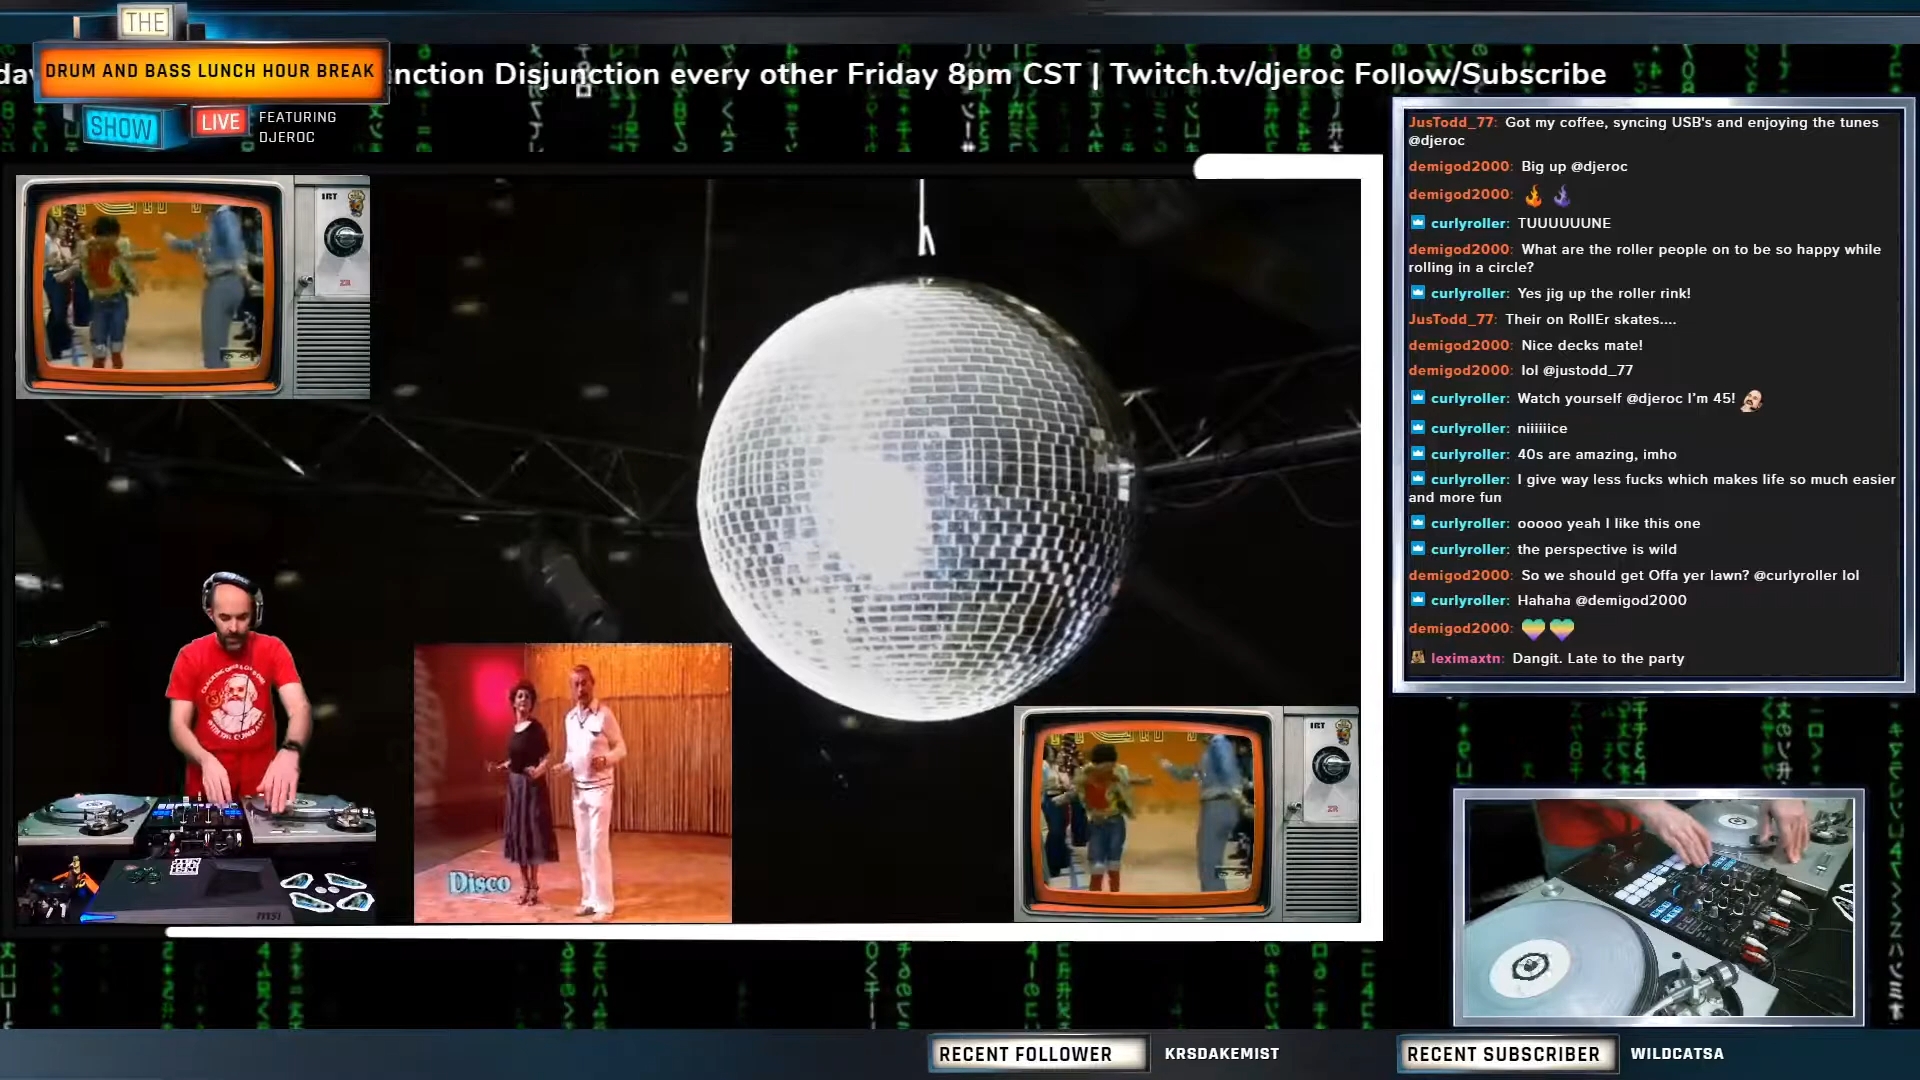 THE
DRUM AND BASS LUNCH HOUR BREAK
SHOW
LIVE
FEATURING
DJEROC
nction Disjunction every other Friday 8pm CST | Twitch.tv/djeroc Follow/Subscribe
JusTodd_77: Got my coffee, syncing USB's and enjoying the tunes
@djeroc
demigod2000: Big up @djeroc
demigod2000:
curlyroller: TUUUUUUNE
demigod2000: What are the roller people on to be so happy while
rolling in a circle?
curlyroller: Yes jig up the roller rink!
JusTodd_77: Their on RollEr skates....
demigod2000: Nice decks mate!
demigod2000: lol @justodd_77
curlyroller: Watch yourself @djeroc I'm 45!
curlyroller: niiiiiice
curlyroller: 40s are amazing, imho
curlyroller: I give way less fucks which makes life so much easier
and more fun
curlyroller: ooooo yeah I like this one
curlyroller: the perspective is wild
demigod2000: So we should get Offa yer lawn? @curlyroller lol
curlyroller: Hahaha @demigod2000
demigod2000:
leximaxtn: Dangit. Late to the party
Disco
msi
RECENT FOLLOWER
KRSDAKEMIST
RECENT SUBSCRIBER
WILDCATSA